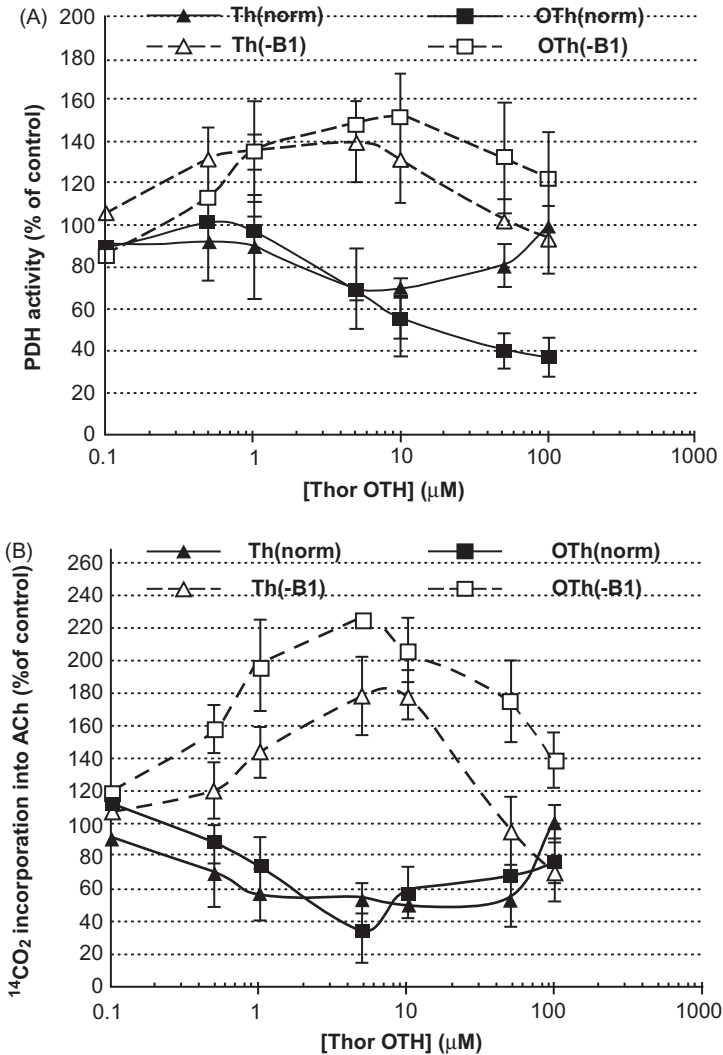 (A)
Th(norm) OTh(norm)
Th(-B1) OTh(-B1)
PDH activity (% of control)
200
180
160
140
120
100
80
60
40
20
0
0.1 1 10 100 1000
[Thor OTH] (μM)
(B)
Th(norm) OTh(norm)
Th(-B1) OTh(-B1)
¹⁴CO₂ incorporation into ACh (%of control)
260
240
220
200
180
160
140
120
100
80
60
40
20
0
0.1 1 10 100 1000
[Thor OTH] (μM)